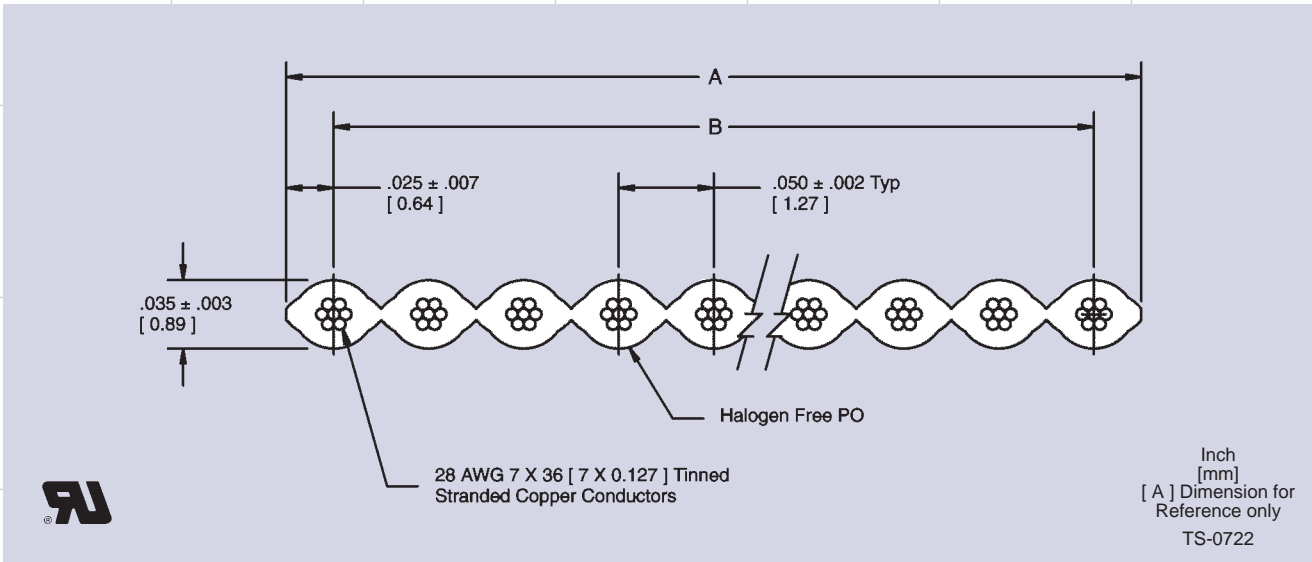 A
B
.025 ± .007
[ 0.64 ]
.050 ± .002 Typ
[ 1.27 ]
.035 ± .003
[ 0.89 ]
Halogen Free PO
28 AWG 7 X 36 [ 7 X 0.127 ] Tinned
Stranded Copper Conductors
Inch
[mm]
[ A ] Dimension for
Reference only
TS-0722
®